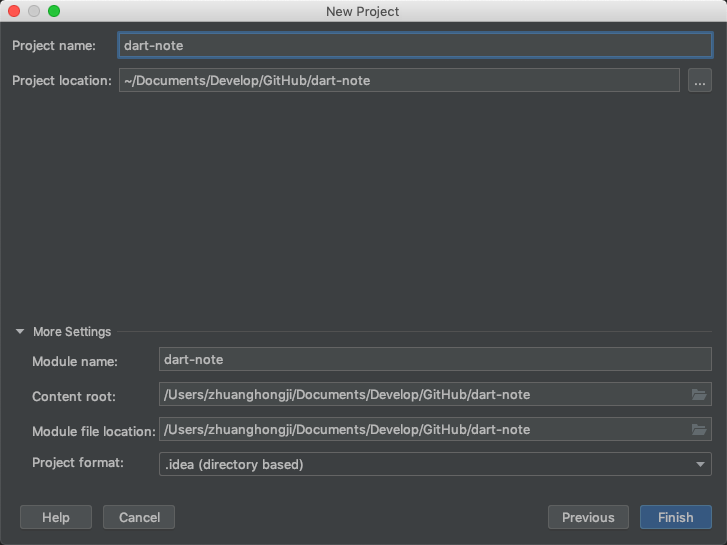 New Project
Project name: dart-note
Project location: ~/Documents/Develop/GitHub/dart-note ...
More Settings
Module name: dart-note
Content root: /Users/zhuanghongji/Documents/Develop/GitHub/dart-note
Module file location: /Users/zhuanghongji/Documents/Develop/GitHub/dart-note
Project format: .idea (directory based)
Help Cancel Previous Finish